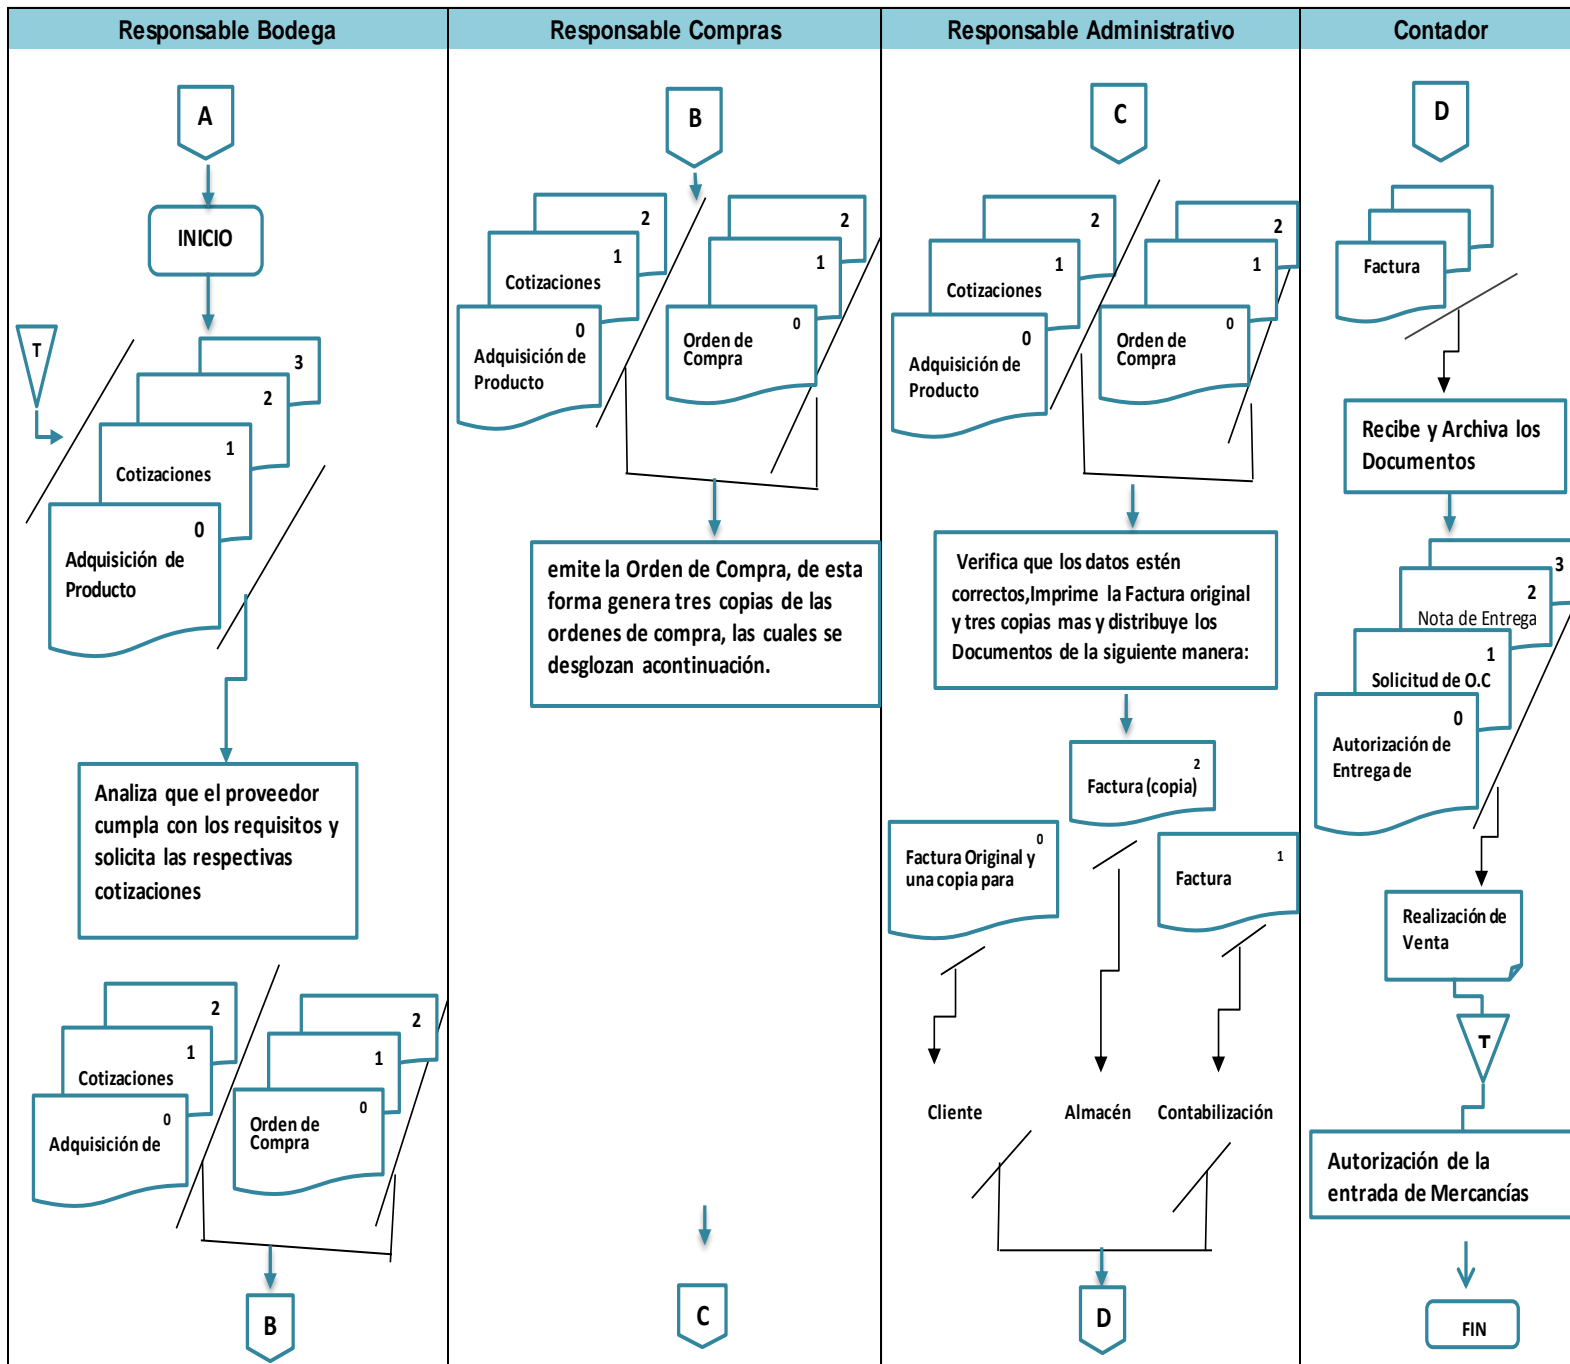 Responsable Bodega
A
INICIO
T
3
2
1
Cotizaciones
0
Adquisición de
Producto
Analiza que el proveedor
cumpla con los requisitos y
solicita las respectivas
cotizaciones
2
1
Cotizaciones
0
Adquisición de
2
1
0
Orden de
Compra
B
Responsable Compras
B
2
1
Cotizaciones
0
Adquisición de
Producto
2
1
0
Orden de
Compra
emite la Orden de Compra, de esta
forma genera tres copias de las
ordenes de compra, las cuales se
desglozan acontinuación.
C
Responsable Administrativo
C
2
1
Cotizaciones
0
Adquisición de
Producto
2
1
0
Orden de
Compra
Verifica que los datos estén
correctos,Imprime la Factura original
y tres copias mas y distribuye los
Documentos de la siguiente manera:
2
Factura (copia)
0
Factura Original y
una copia para
1
Factura
Cliente
Almacén
Contabilización
D
Contador
D
Factura
Recibe y Archiva los
Documentos
3
2
Nota de Entrega
1
Solicitud de O.C
0
Autorización de
Entrega de
Realización de
Venta
T
Autorización de la
entrada de Mercancías
FIN